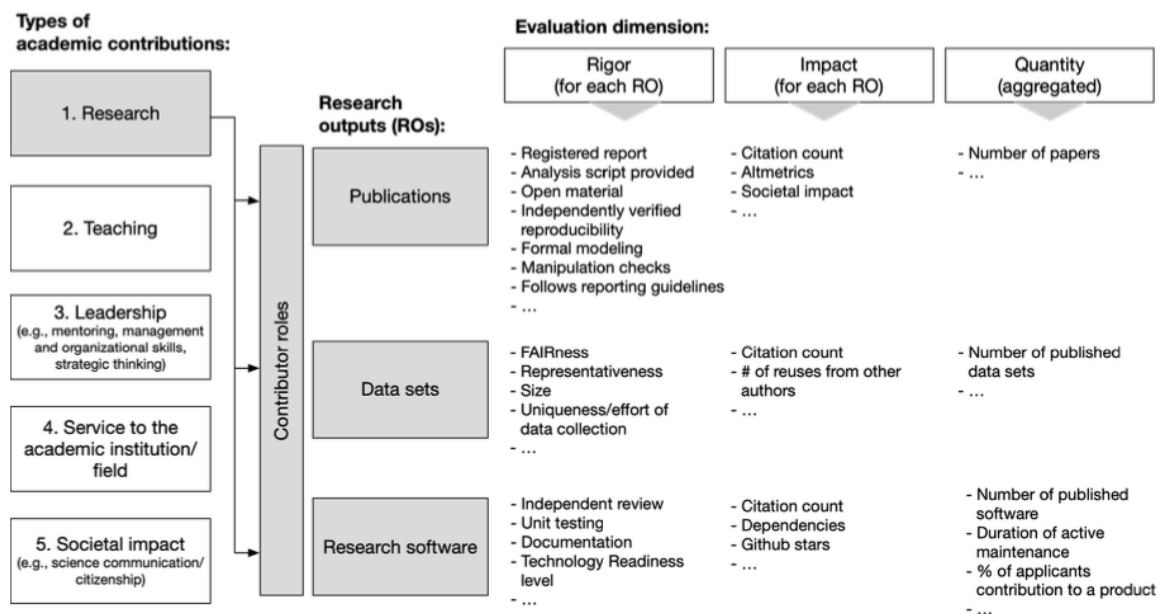 Types of
academic contributions:
1. Research
2. Teaching
3. Leadership
(e.g., mentoring, management
and organizational skills,
strategic thinking)
4. Service to the
academic institution/
field
5. Societal impact
(e.g., science communication/
citizenship)
Contributor roles
Research
outputs (ROs):
Publications
Data sets
Research software
Evaluation dimension:
Rigor
(for each RO)
Impact
(for each RO)
Quantity
(aggregated)
- Registered report
- Analysis script provided
- Open material
- Independently verified
reproducibility
- Formal modeling
- Manipulation checks
- Follows reporting guidelines
- ...
- Citation count
- Altmetrics
- Societal impact
- ...
- Number of papers
- ...
- FAIRness
- Representativeness
- Size
- Uniqueness/effort of
data collection
- ...
- Citation count
- # of reuses from other
authors
- ...
- Number of published
data sets
- ...
- Independent review
- Unit testing
- Documentation
- Technology Readiness
level
- ...
- Citation count
- Dependencies
- Github stars
- ...
- Number of published
software
- Duration of active
maintenance
- % of applicants
contribution to a product
- ...